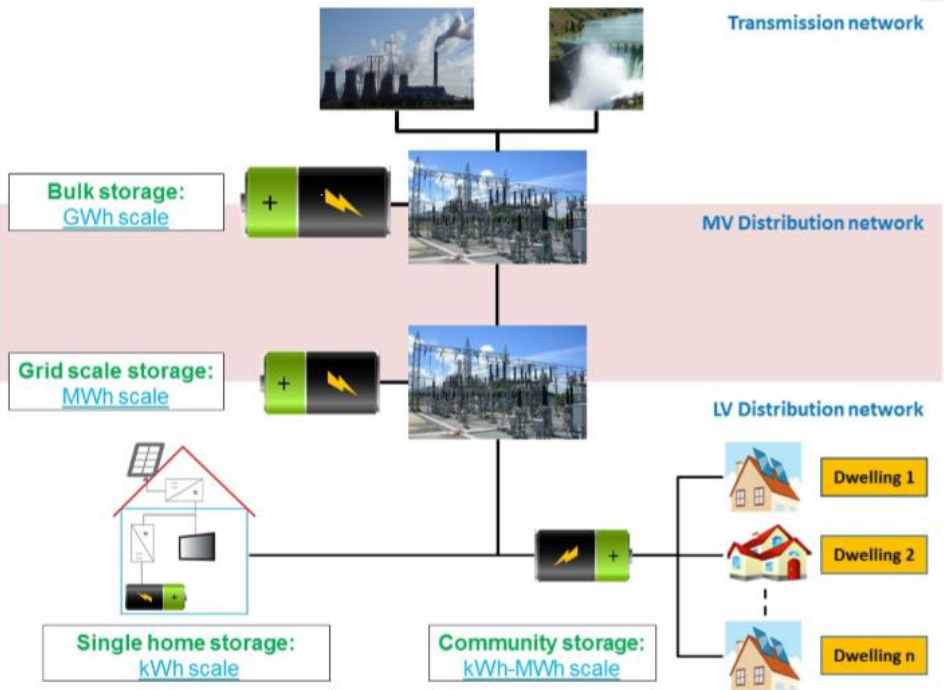 Transmission network
Bulk storage:
GWh scale
MV Distribution network
Grid scale storage:
MWh scale
LV Distribution network
Dwelling 1
Dwelling 2
Dwelling n
Single home storage:
kWh scale
Community storage:
kWh-MWh scale